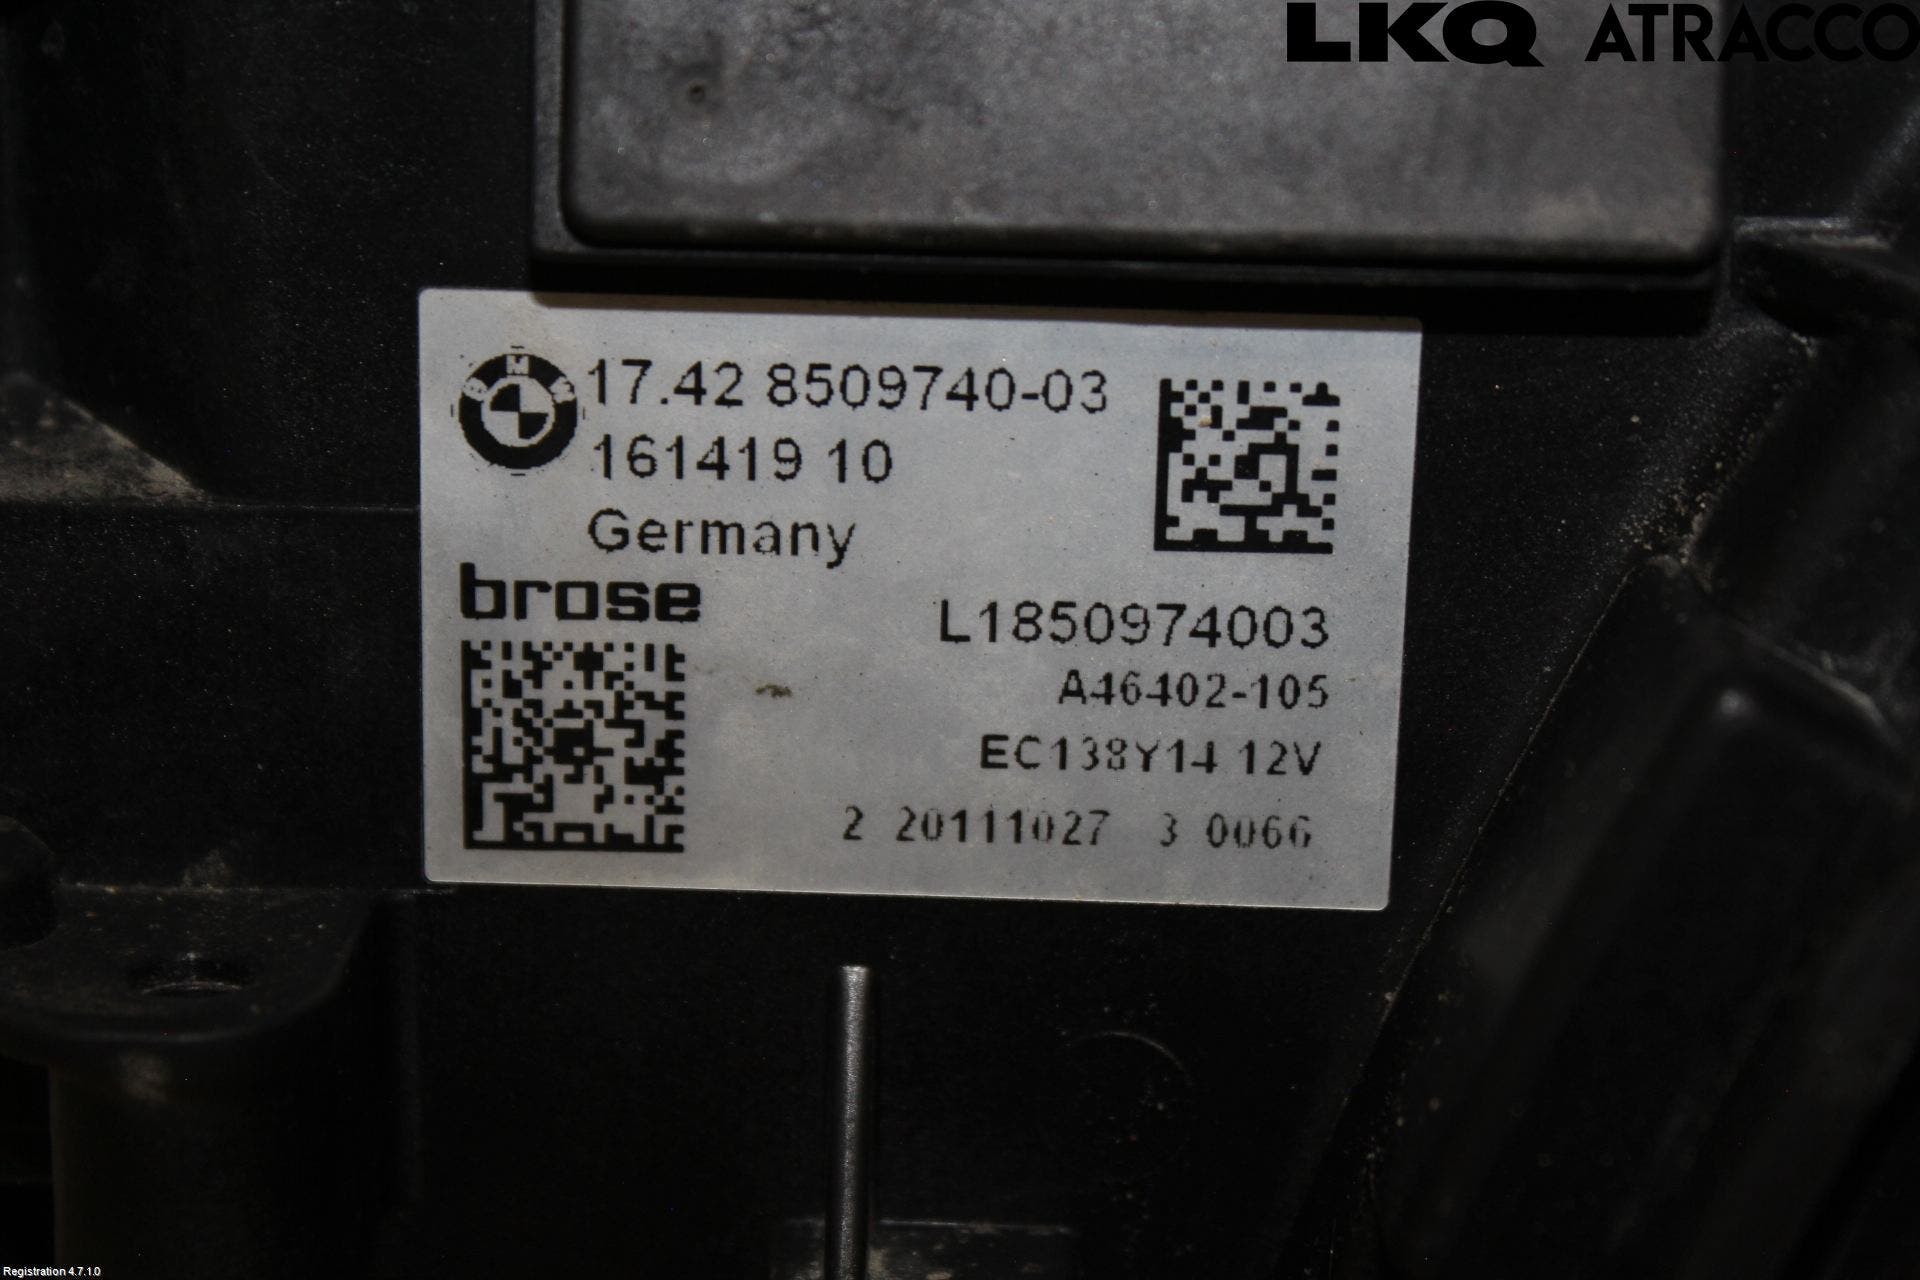 LKQ ATRACCO
BMW
17.42 8509740-03
161419 10
Germany
brose
L1850974003
A46402-105
EC138Y14 12V
2 20111027 3 0066
Registration 4.7.1.0